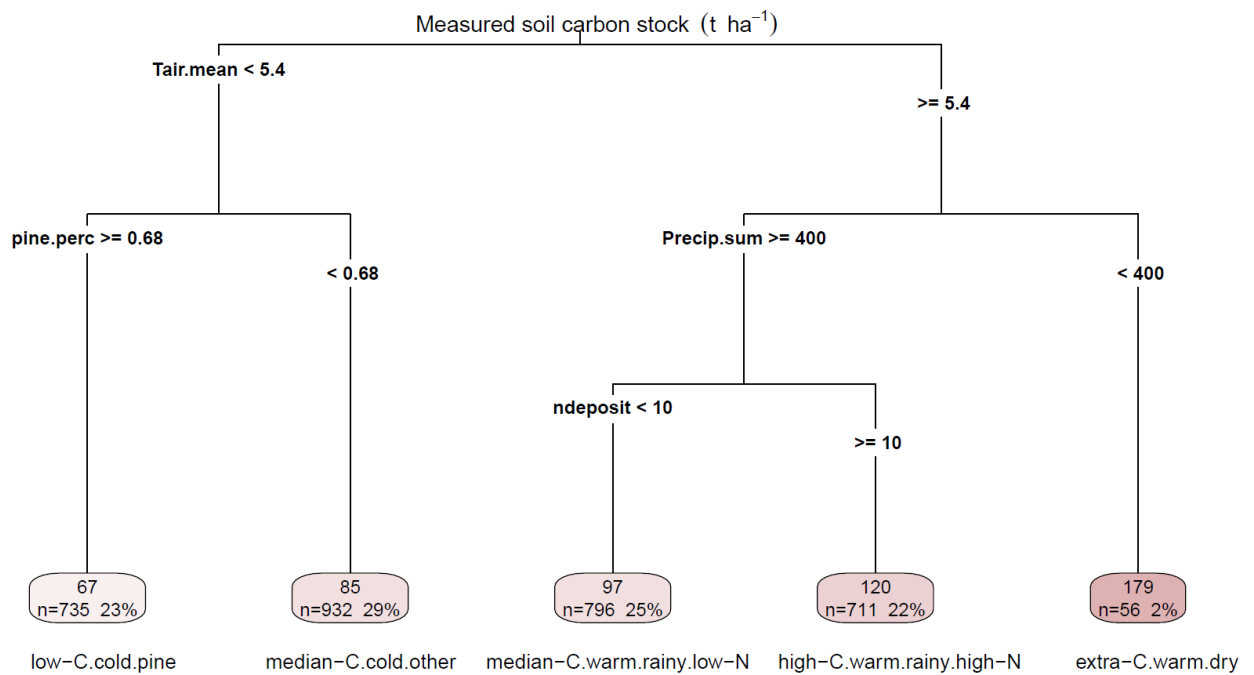 Measured soil carbon stock (t ha⁻¹)
Tair.mean < 5.4
>= 5.4
pine.perc >= 0.68
< 0.68
Precip.sum >= 400
< 400
ndeposit < 10
>= 10
67
n=735 23%
85
n=932 29%
97
n=796 25%
120
n=711 22%
179
n=56 2%
low−C.cold.pine
median−C.cold.other
median−C.warm.rainy.low−N
high−C.warm.rainy.high−N
extra−C.warm.dry